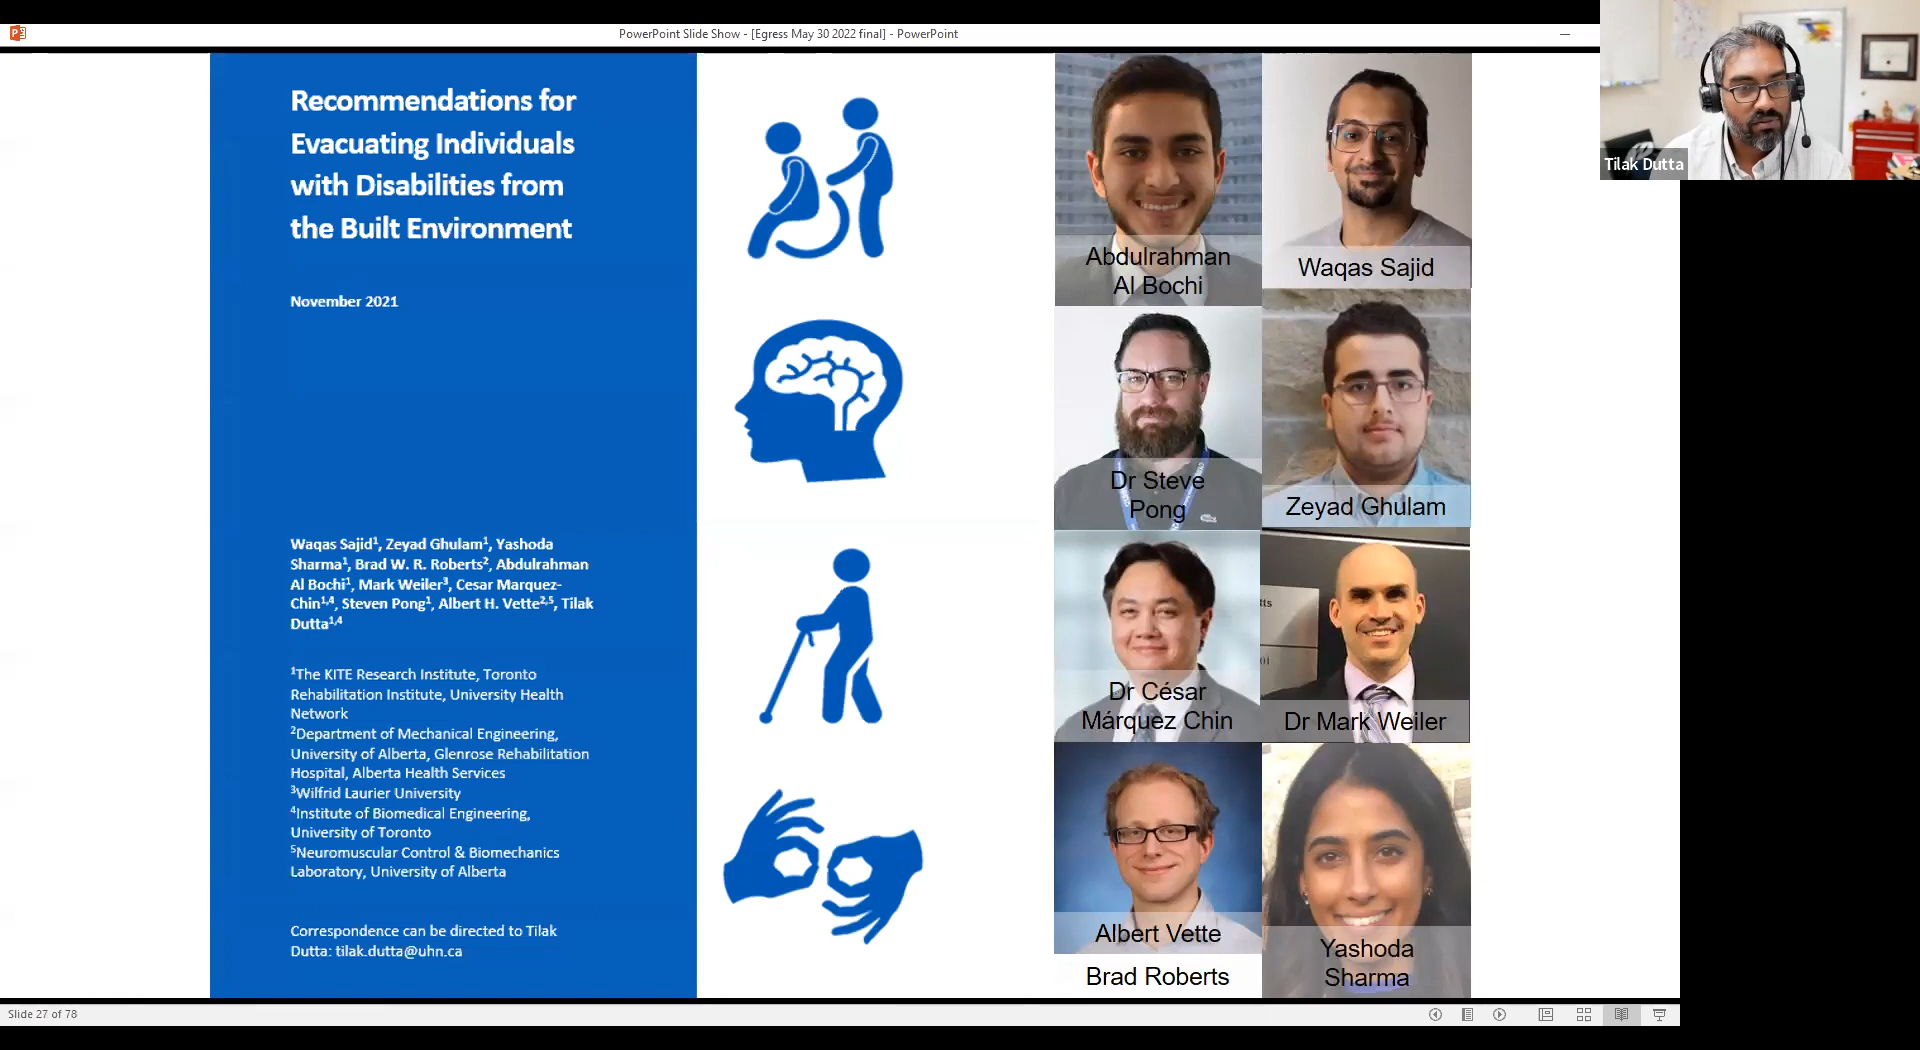 PowerPoint Slide Show - [Egress May 30 2022 final] - PowerPoint
Tilak Dutta
Recommendations for
Evacuating Individuals
with Disabilities from
the Built Environment
November 2021
Waqas Sajid¹, Zeyad Ghulam¹, Yashoda
Sharma¹, Brad W. R. Roberts², Abdulrahman
Al Bochi¹, Mark Weiler³, Cesar Marquez-
Chin¹˒⁴, Steven Pong¹, Albert H. Vette²˒⁵, Tilak
Dutta¹˒⁴
¹The KITE Research Institute, Toronto
Rehabilitation Institute, University Health
Network
²Department of Mechanical Engineering,
University of Alberta, Glenrose Rehabilitation
Hospital, Alberta Health Services
³Wilfrid Laurier University
⁴Institute of Biomedical Engineering,
University of Toronto
⁵Neuromuscular Control & Biomechanics
Laboratory, University of Alberta
Correspondence can be directed to Tilak
Dutta: tilak.dutta@uhn.ca
Abdulrahman
Al Bochi
Waqas Sajid
Dr Steve
Pong
Zeyad Ghulam
Dr César
Márquez Chin
Dr Mark Weiler
Albert Vette
Brad Roberts
Yashoda
Sharma
Slide 27 of 78